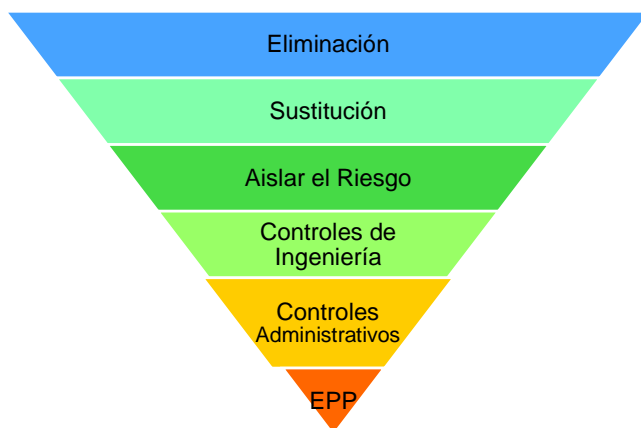 Eliminación
Sustitución
Aislar el Riesgo
Controles de
Ingeniería
Controles
Administrativos
EPP